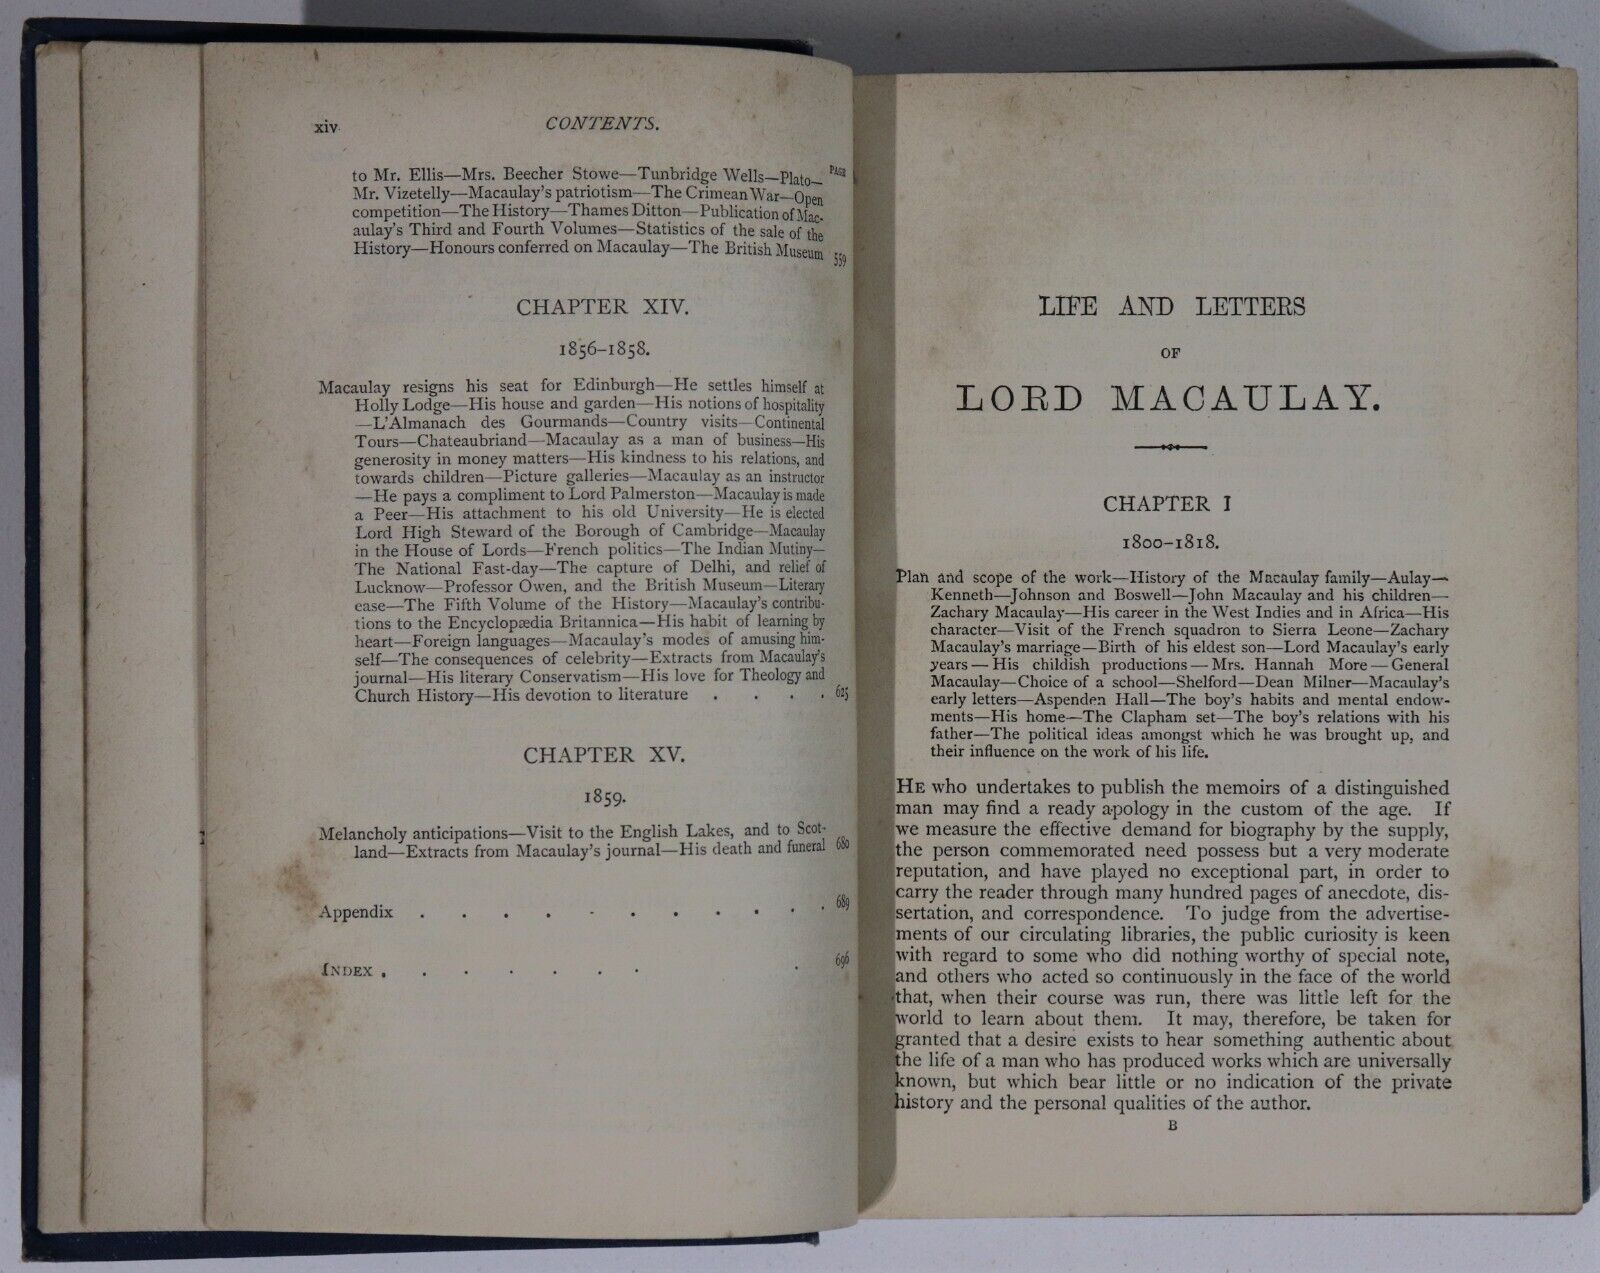 xiv
CONTENTS.
PAGE
to Mr. Ellis—Mrs. Beecher Stowe—Tunbridge Wells—Plato—
Mr. Vizetelly—Macaulay's patriotism—The Crimean War—Open
competition—The History—Thames Ditton—Publication of Mac-
aulay's Third and Fourth Volumes—Statistics of the sale of the
History—Honours conferred on Macaulay—The British Museum 559
CHAPTER XIV.
1856-1858.
Macaulay resigns his seat for Edinburgh—He settles himself at
Holly Lodge—His house and garden—His notions of hospitality
—L'Almanach des Gourmands—Country visits—Continental
Tours—Chateaubriand—Macaulay as a man of business—His
generosity in money matters—His kindness to his relations, and
towards children—Picture galleries—Macaulay as an instructor
—He pays a compliment to Lord Palmerston—Macaulay is made
a Peer—His attachment to his old University—He is elected
Lord High Steward of the Borough of Cambridge—Macaulay
in the House of Lords—French politics—The Indian Mutiny—
The National Fast-day—The capture of Delhi, and relief of
Lucknow—Professor Owen, and the British Museum—Literary
ease—The Fifth Volume of the History—Macaulay's contribu-
tions to the Encyclopædia Britannica—His habit of learning by
heart—Foreign languages—Macaulay's modes of amusing him-
self—The consequences of celebrity—Extracts from Macaulay's
journal—His literary Conservatism—His love for Theology and
Church History—His devotion to literature . . . . 625
CHAPTER XV.
1859.
Melancholy anticipations—Visit to the English Lakes, and to Scot-
land—Extracts from Macaulay's journal—His death and funeral 680
Appendix . . . . . . . . . . 689
INDEX . . . . . . . . 696
LIFE AND LETTERS
OF
LORD MACAULAY.
CHAPTER I
1800-1818.
Plan and scope of the work—History of the Macaulay family—Aulay—
Kenneth—Johnson and Boswell—John Macaulay and his children—
Zachary Macaulay—His career in the West Indies and in Africa—His
character—Visit of the French squadron to Sierra Leone—Zachary
Macaulay's marriage—Birth of his eldest son—Lord Macaulay's early
years—His childish productions—Mrs. Hannah More—General
Macaulay—Choice of a school—Shelford—Dean Milner—Macaulay's
early letters—Aspenden Hall—The boy's habits and mental endow-
ments—His home—The Clapham set—The boy's relations with his
father—The political ideas amongst which he was brought up, and
their influence on the work of his life.
HE who undertakes to publish the memoirs of a distinguished
man may find a ready apology in the custom of the age. If
we measure the effective demand for biography by the supply,
the person commemorated need possess but a very moderate
reputation, and have played no exceptional part, in order to
carry the reader through many hundred pages of anecdote, dis-
sertation, and correspondence. To judge from the advertise-
ments of our circulating libraries, the public curiosity is keen
with regard to some who did nothing worthy of special note,
and others who acted so continuously in the face of the world
that, when their course was run, there was little left for the
world to learn about them. It may, therefore, be taken for
granted that a desire exists to hear something authentic about
the life of a man who has produced works which are universally
known, but which bear little or no indication of the private
history and the personal qualities of the author.
B